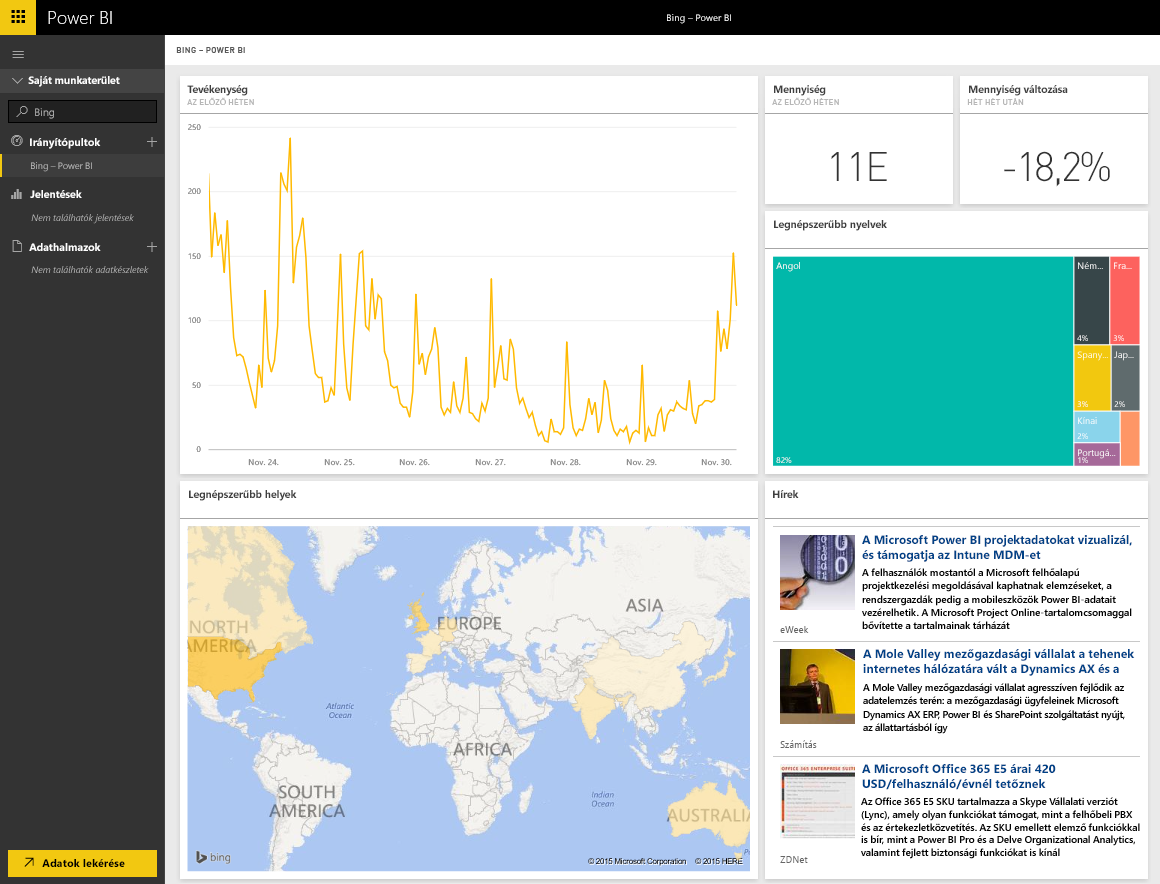 Power BI
Bing – Power BI
BING – POWER BI
Saját munkaterület
Bing
Irányítópultok
Bing – Power BI
Jelentések
Nem találhatók jelentések
Adathalmazok
Nem találhatók adatkészletek
Adatok lekérése
Tevékenység
AZ ELŐZŐ HÉTEN
250
200
150
100
50
0
Nov. 24. Nov. 25. Nov. 26. Nov. 27. Nov. 28. Nov. 29. Nov. 30.
Mennyiség
AZ ELŐZŐ HÉTEN
11E
Mennyiség változása
HÉT HÉT UTÁN
-18,2%
Legnépszerűbb nyelvek
Angol
82%
Ném...
4%
Fra...
3%
Spany...
3%
Jap...
2%
Kínai
2%
Portugá...
1%
Legnépszerűbb helyek
NORTH
AMERICA
EUROPE
ASIA
Atlantic
Ocean
AFRICA
SOUTH
AMERICA
Indian
Ocean
AUSTRALIA
bing
© 2015 Microsoft Corporation © 2015 HERE
Hírek
A Microsoft Power BI projektadatokat vizualizál,
és támogatja az Intune MDM-et
A felhasználók mostantól a Microsoft felhőalapú
projektkezelési megoldásával kaphatnak elemzéseket, a
rendszergazdák pedig a mobileszközök Power BI-adatait
vezérelhetik. A Microsoft Project Online-tartalomcsomaggal
bővítette a tartalmainak tárházát
eWeek
A Mole Valley mezőgazdasági vállalat a tehenek
internetes hálózatára vált a Dynamics AX és a
A Mole Valley mezőgazdasági vállalat agresszíven fejlődik az
adatelemzés terén: a mezőgazdasági ügyfeleinek Microsoft
Dynamics AX ERP, Power BI és SharePoint szolgáltatást nyújt,
az állattartásból így
Számítás
OFFICE 365 ENTERPRISE SUIT
A Microsoft Office 365 E5 árai 420
USD/felhasználó/évnél tetőznek
Az Office 365 E5 SKU tartalmazza a Skype Vállalati verziót
(Lync), amely olyan funkciókat támogat, mint a felhőbeli PBX
és az értekezletközvetítés. Az SKU emellett elemző funkciókkal
is bír, mint a Power BI Pro és a Delve Organizational Analytics,
valamint fejlett biztonsági funkciókat is kínál
ZDNet